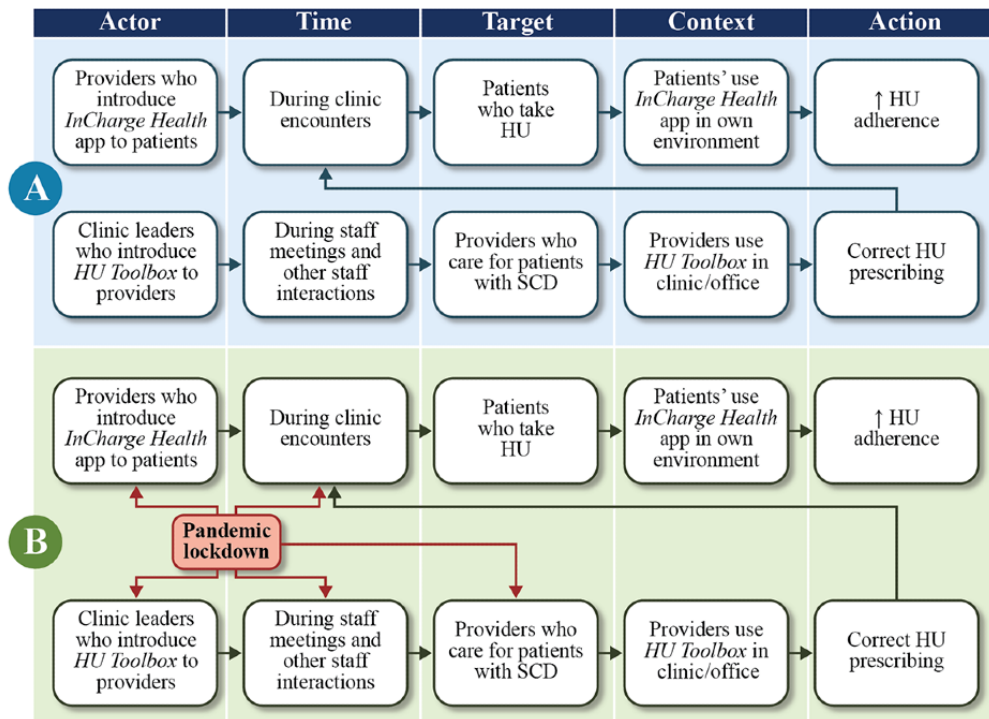 Actor
Time
Target
Context
Action
A
Providers who
introduce
InCharge Health
app to patients
During clinic
encounters
Patients
who take
HU
Patients’ use
InCharge Health
app in own
environment
↑ HU
adherence
Clinic leaders
who introduce
HU Toolbox to
providers
During staff
meetings and
other staff
interactions
Providers who
care for patients
with SCD
Providers use
HU Toolbox in
clinic/office
Correct HU
prescribing
B
Providers who
introduce
InCharge Health
app to patients
During clinic
encounters
Patients
who take
HU
Patients’ use
InCharge Health
app in own
environment
↑ HU
adherence
Pandemic
lockdown
Clinic leaders
who introduce
HU Toolbox to
providers
During staff
meetings and
other staff
interactions
Providers who
care for patients
with SCD
Providers use
HU Toolbox in
clinic/office
Correct HU
prescribing